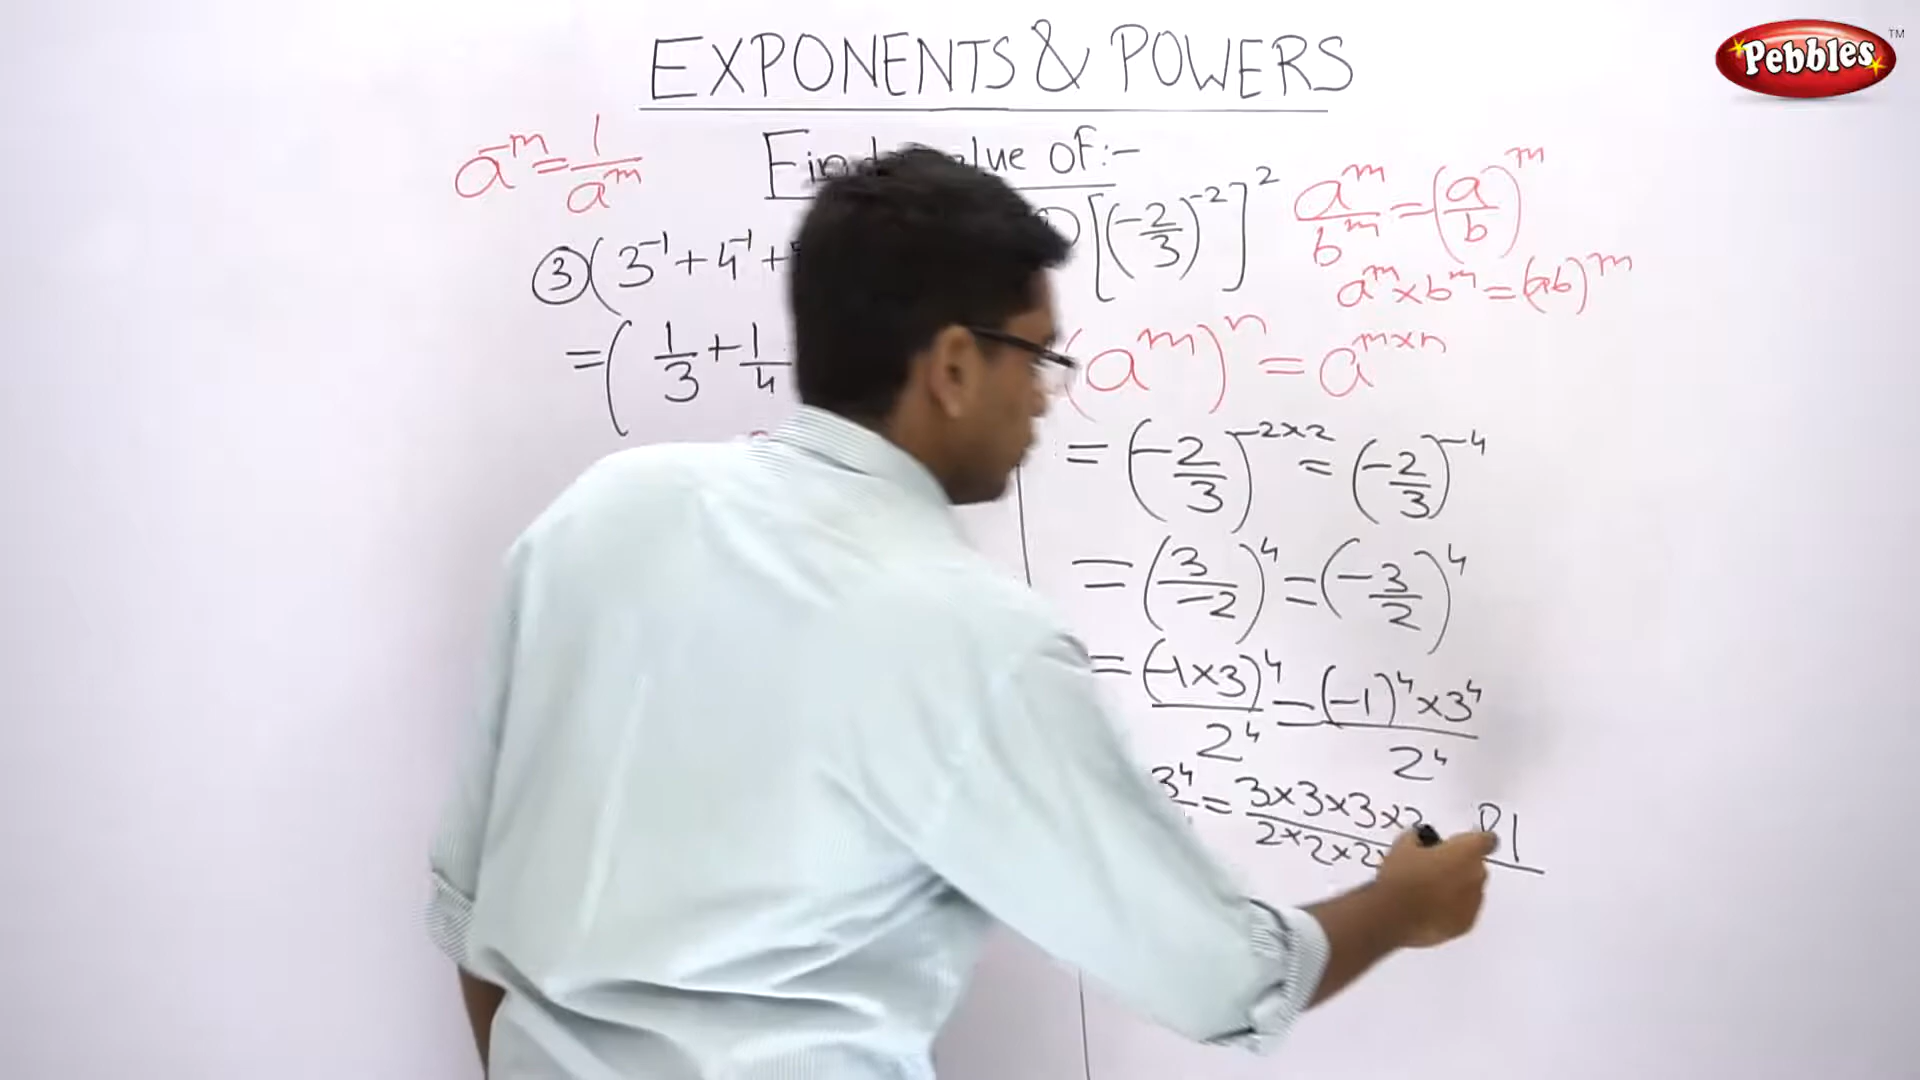 EXPONENTS & POWERS
Pebbles™
a⁻ᵐ = 1/aᵐ
Find value of:-
③ (3⁻¹ + 4⁻¹ +
= ( 1/3 + 1/4
[(-2/3)⁻²]²
aᵐ/bᵐ = (a/b)ᵐ
aᵐ × bᵐ = (ab)ᵐ
(aᵐ)ⁿ = aᵐˣⁿ
= (-2/3)⁻²ˣ² = (-2/3)⁻⁴
= (3/-2)⁴ = (-3/2)⁴
= (-1×3)⁴/2⁴ = (-1)⁴×3⁴/2⁴
3⁴ = 3×3×3×3/2×2×2× 81